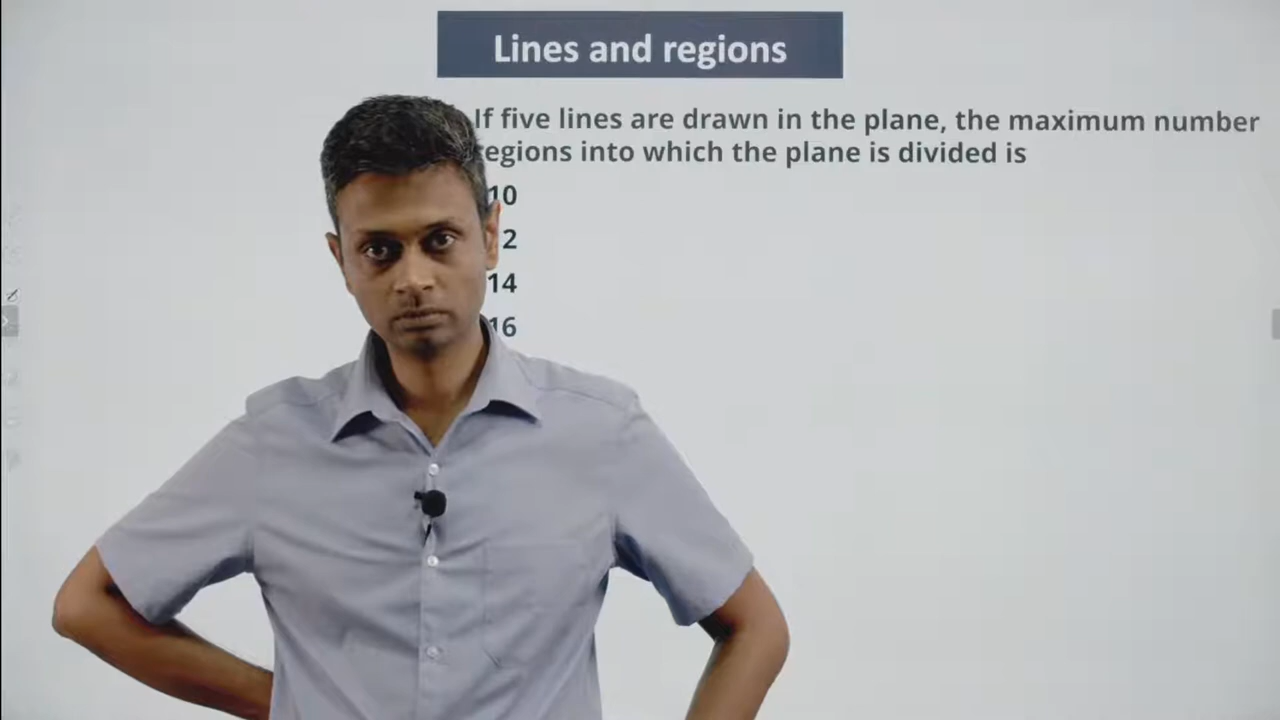 Lines and regions
If five lines are drawn in the plane, the maximum number
egions into which the plane is divided is
10
2
14
16